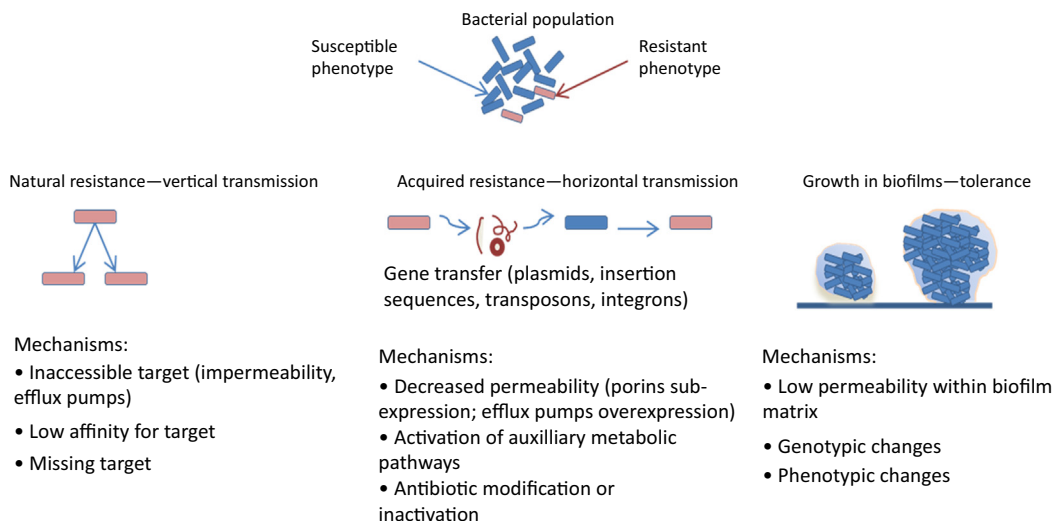 Bacterial population
Susceptible
phenotype
Resistant
phenotype
Natural resistance—vertical transmission
Mechanisms:
• Inaccessible target (impermeability,
efflux pumps)
• Low affinity for target
• Missing target
Acquired resistance—horizontal transmission
Gene transfer (plasmids, insertion
sequences, transposons, integrons)
Mechanisms:
• Decreased permeability (porins sub-
expression; efflux pumps overexpression)
• Activation of auxilliary metabolic
pathways
• Antibiotic modification or
inactivation
Growth in biofilms—tolerance
Mechanisms:
• Low permeability within biofilm
matrix
• Genotypic changes
• Phenotypic changes